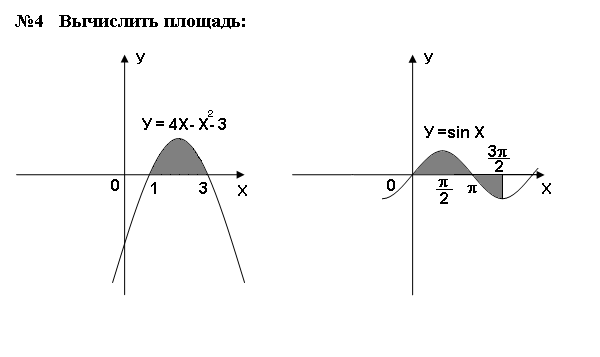 №4 Вычислить площадь:
У
У = 4Х- Х²- 3
0 1 3 Х
У
У =sin Х
3π
2
0 π π Х
2